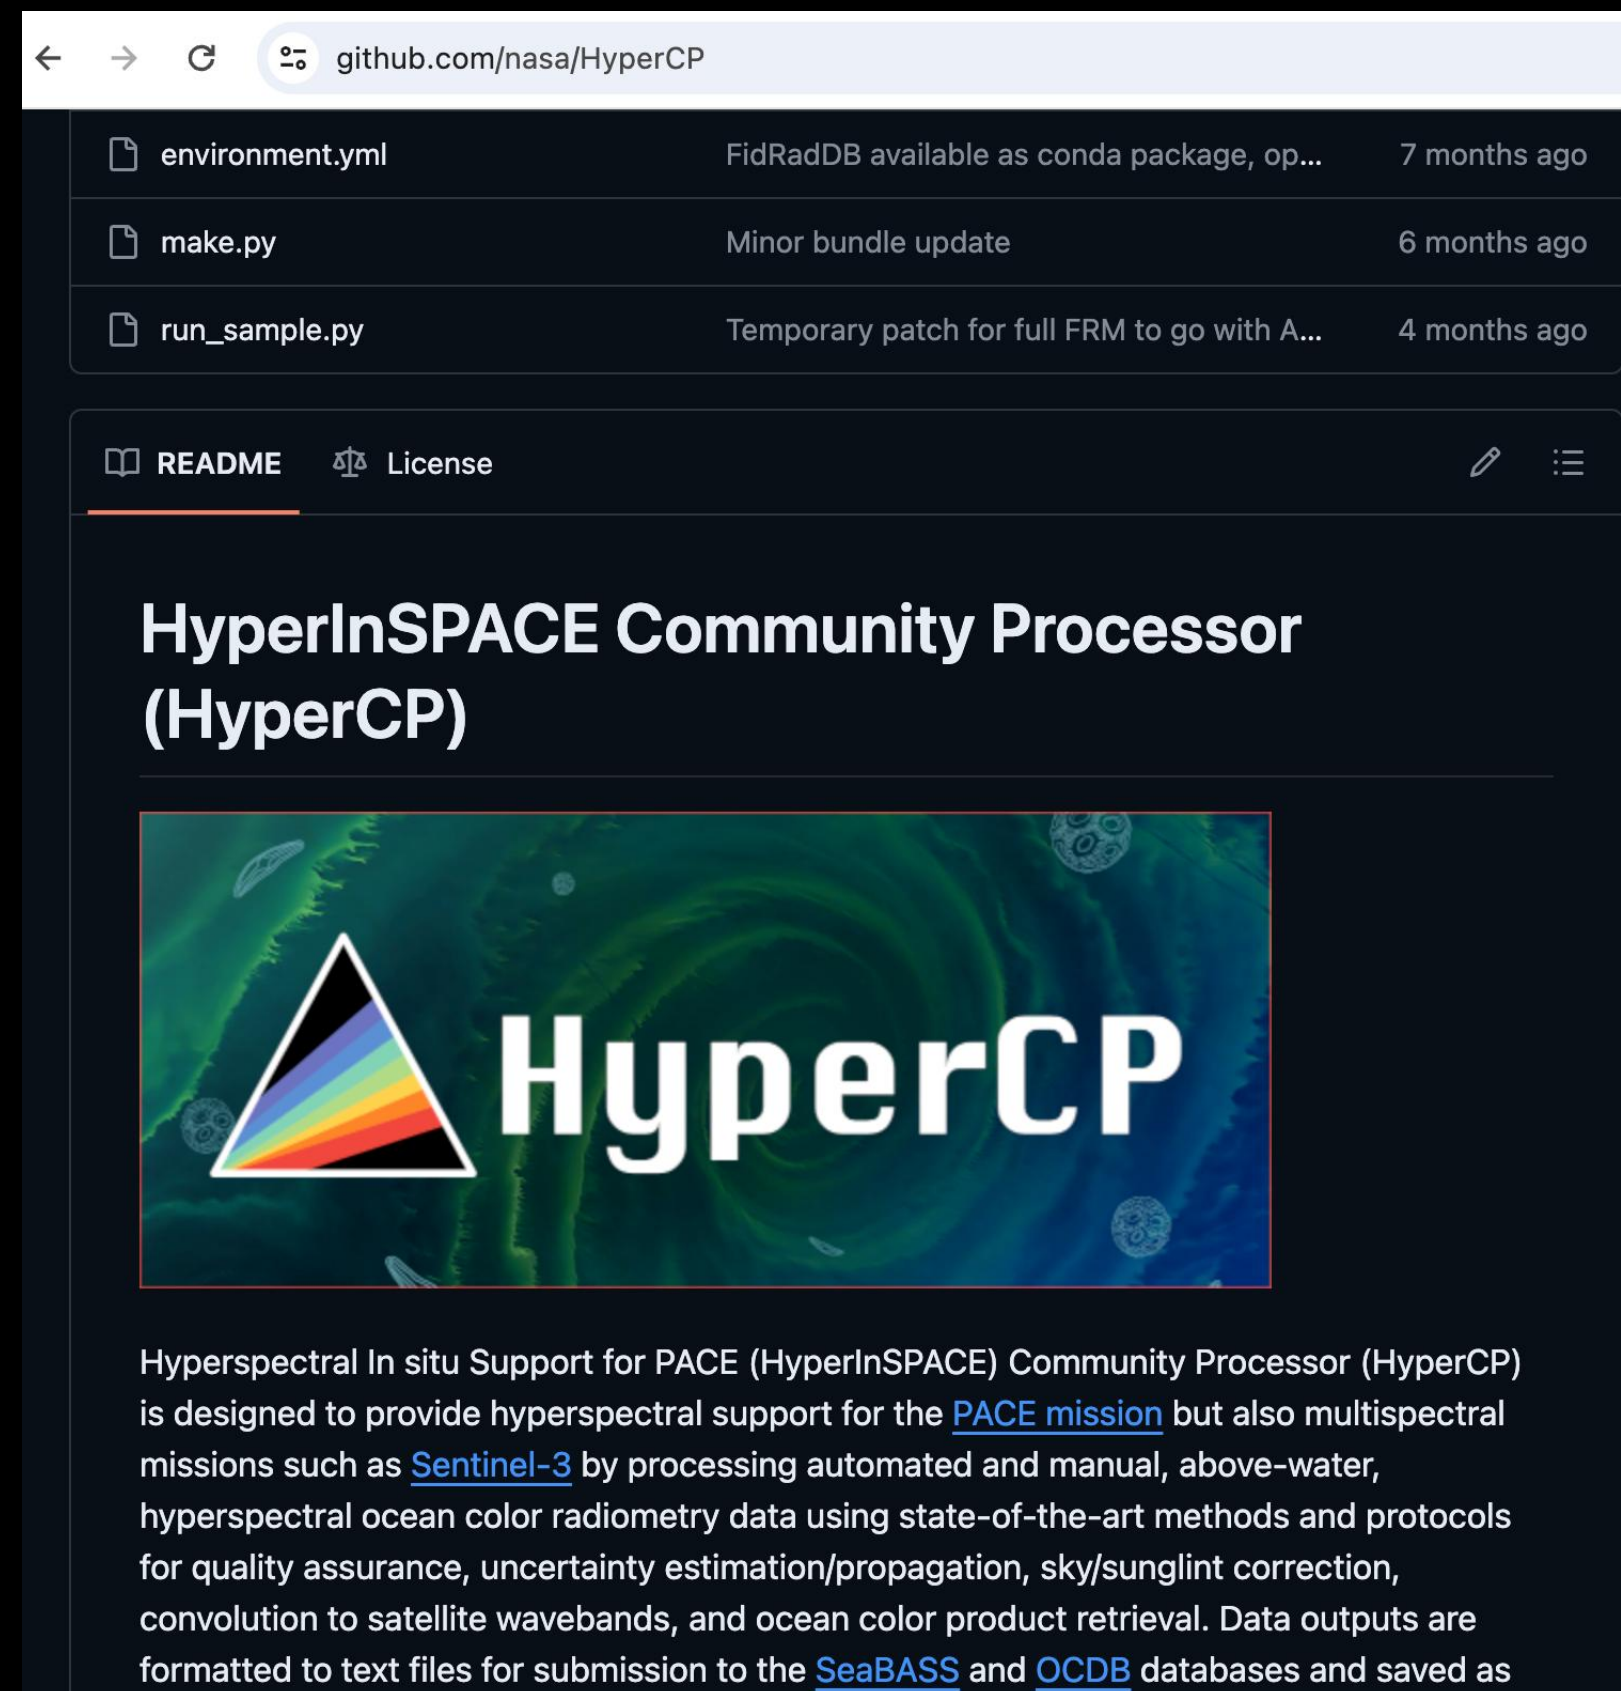 github.com/nasa/HyperCP
environment.yml FidRadDB available as conda package, op... 7 months ago
make.py Minor bundle update 6 months ago
run_sample.py Temporary patch for full FRM to go with A... 4 months ago
README License
HyperInSPACE Community Processor
(HyperCP)
HyperCP
Hyperspectral In situ Support for PACE (HyperInSPACE) Community Processor (HyperCP)
is designed to provide hyperspectral support for the PACE mission but also multispectral
missions such as Sentinel-3 by processing automated and manual, above-water,
hyperspectral ocean color radiometry data using state-of-the-art methods and protocols
for quality assurance, uncertainty estimation/propagation, sky/sunglint correction,
convolution to satellite wavebands, and ocean color product retrieval. Data outputs are
formatted to text files for submission to the SeaBASS and OCDB databases and saved as